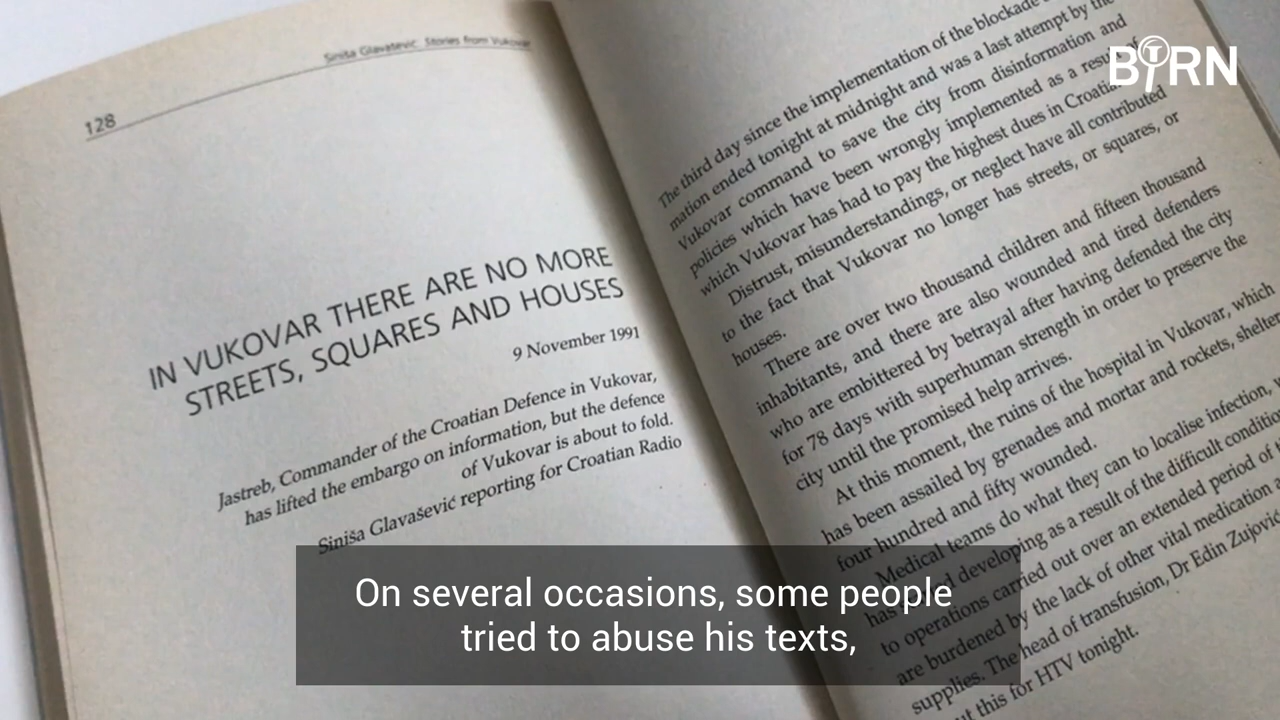 Siniša Glavašević. Stories from Vukovar
128
IN VUKOVAR THERE ARE NO MORE
STREETS, SQUARES AND HOUSES
9 November 1991
Jastreb, Commander of the Croatian Defence in Vukovar,
has lifted the embargo on information, but the defence
of Vukovar is about to fold.
Siniša Glavašević reporting for Croatian Radio
The third day since the implementation of the blockade
mation ended tonight at midnight and was a last attempt by the
Vukovar command to save the city from disinformation and
policies which have been wrongly implemented as a result of
which Vukovar has had to pay the highest dues in Croatia.
Distrust, misunderstandings, or neglect have all contributed
to the fact that Vukovar no longer has streets, or squares, or
houses.
There are over two thousand children and fifteen thousand
inhabitants, and there are also wounded and tired defenders
who are embittered by betrayal after having defended the city
for 78 days with superhuman strength in order to preserve the
city until the promised help arrives.
At this moment, the ruins of the hospital in Vukovar, which
has been assailed by grenades and mortar and rockets, shelter
four hundred and fifty wounded.
Medical teams do what they can to localise infection,
has developing as a result of the difficult
to operations carried out over an extended period of
are burdened by the lack of other vital medication
supplies. The head of transfusion, Dr Edin Zujović
this for HTV tonight.
BIRN
On several occasions, some people
tried to abuse his texts,